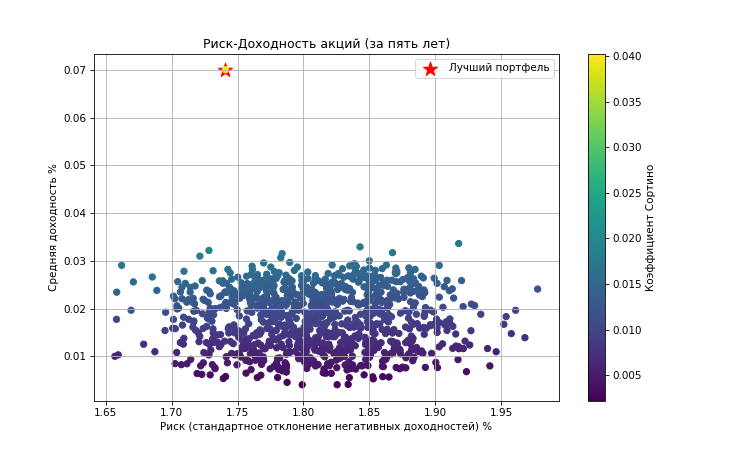 Риск-Доходность акций (за пять лет)
Лучший портфель
0.07
0.06
0.05
0.04
0.03
0.02
0.01
Средняя доходность %
1.65 1.70 1.75 1.80 1.85 1.90 1.95
Риск (стандартное отклонение негативных доходностей) %
0.040
0.035
0.030
0.025
0.020
0.015
0.010
0.005
Коэффициент Сортино